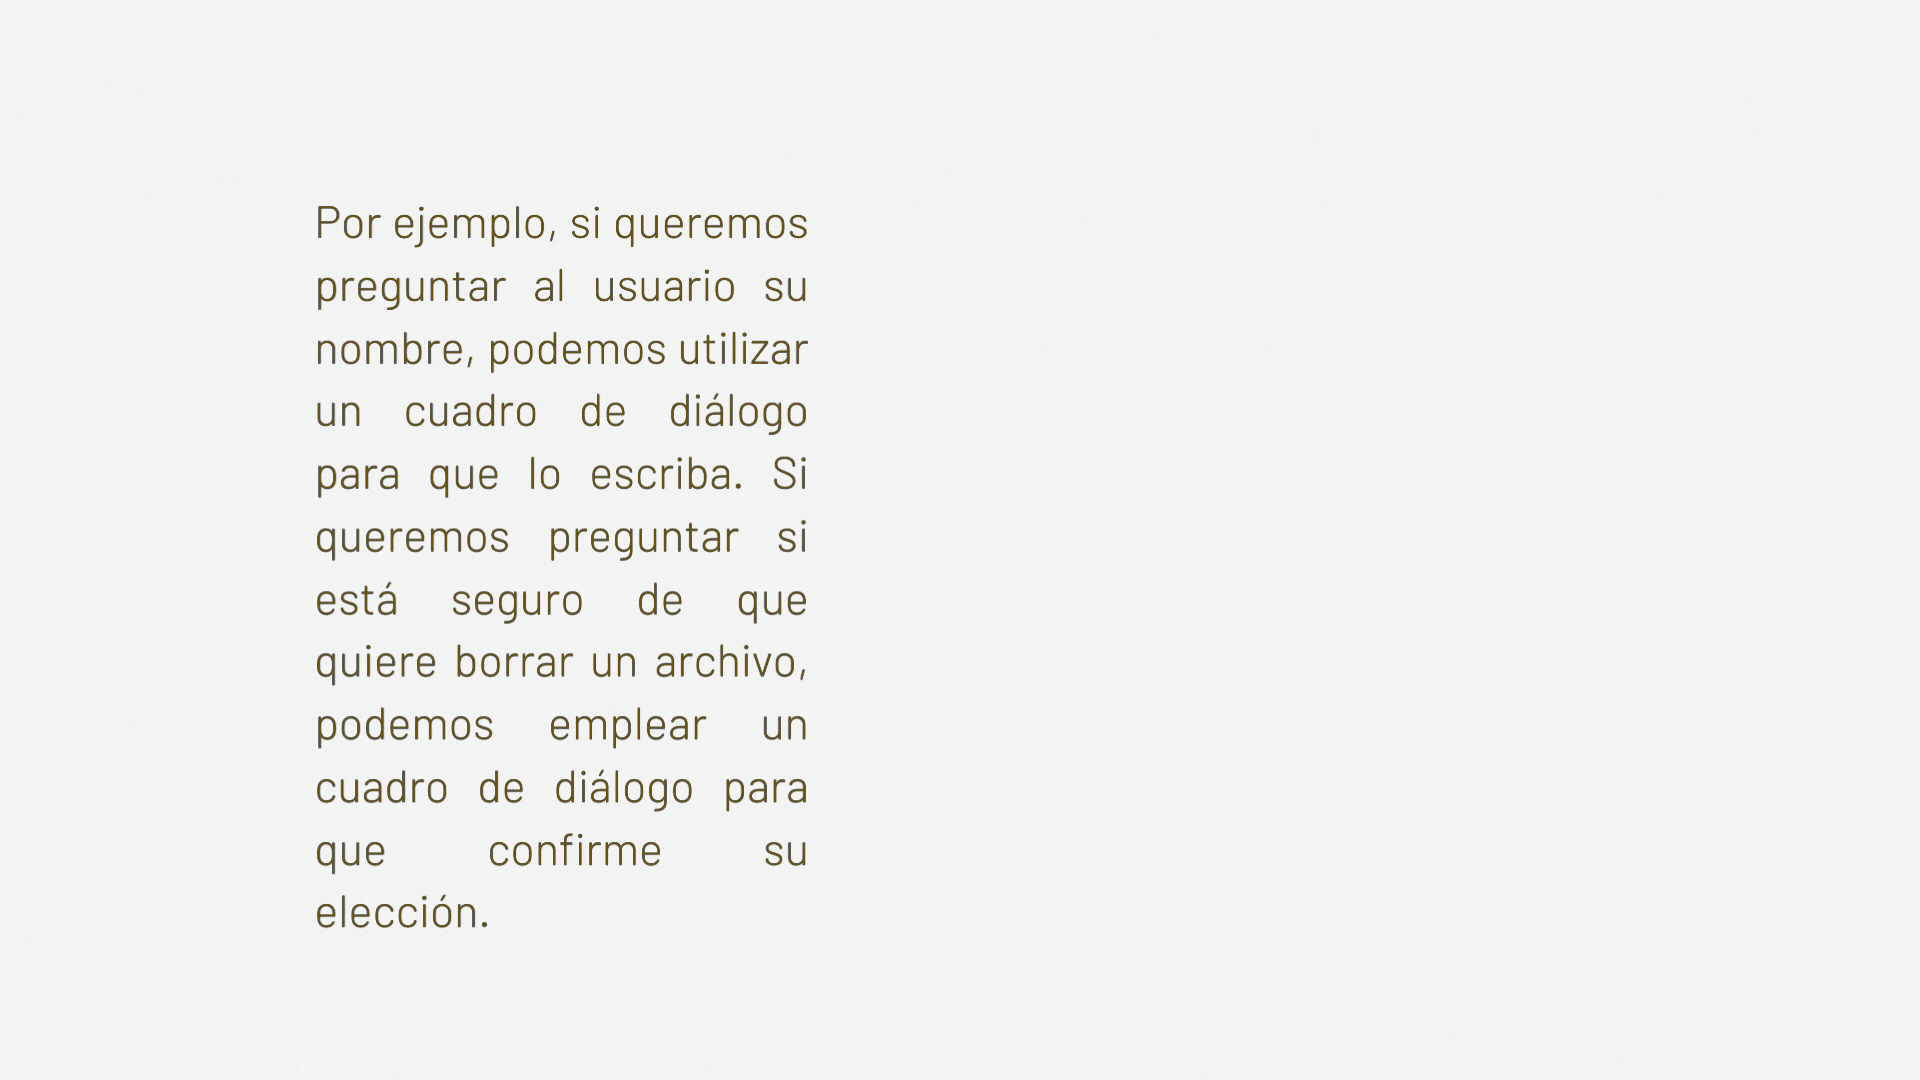 Por ejemplo, si queremos
preguntar al usuario su
nombre, podemos utilizar
un cuadro de diálogo
para que lo escriba. Si
queremos preguntar si
está seguro de que
quiere borrar un archivo,
podemos emplear un
cuadro de diálogo para
que confirme su
elección.